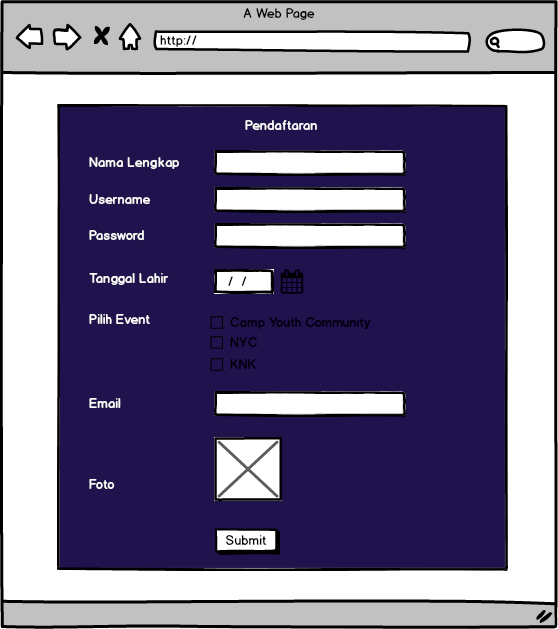 A Web Page
http://
Pendaftaran
Nama Lengkap
Username
Password
Tanggal Lahir
/ /
Pilih Event
Camp Youth Community
NYC
KNK
Email
Foto
Submit